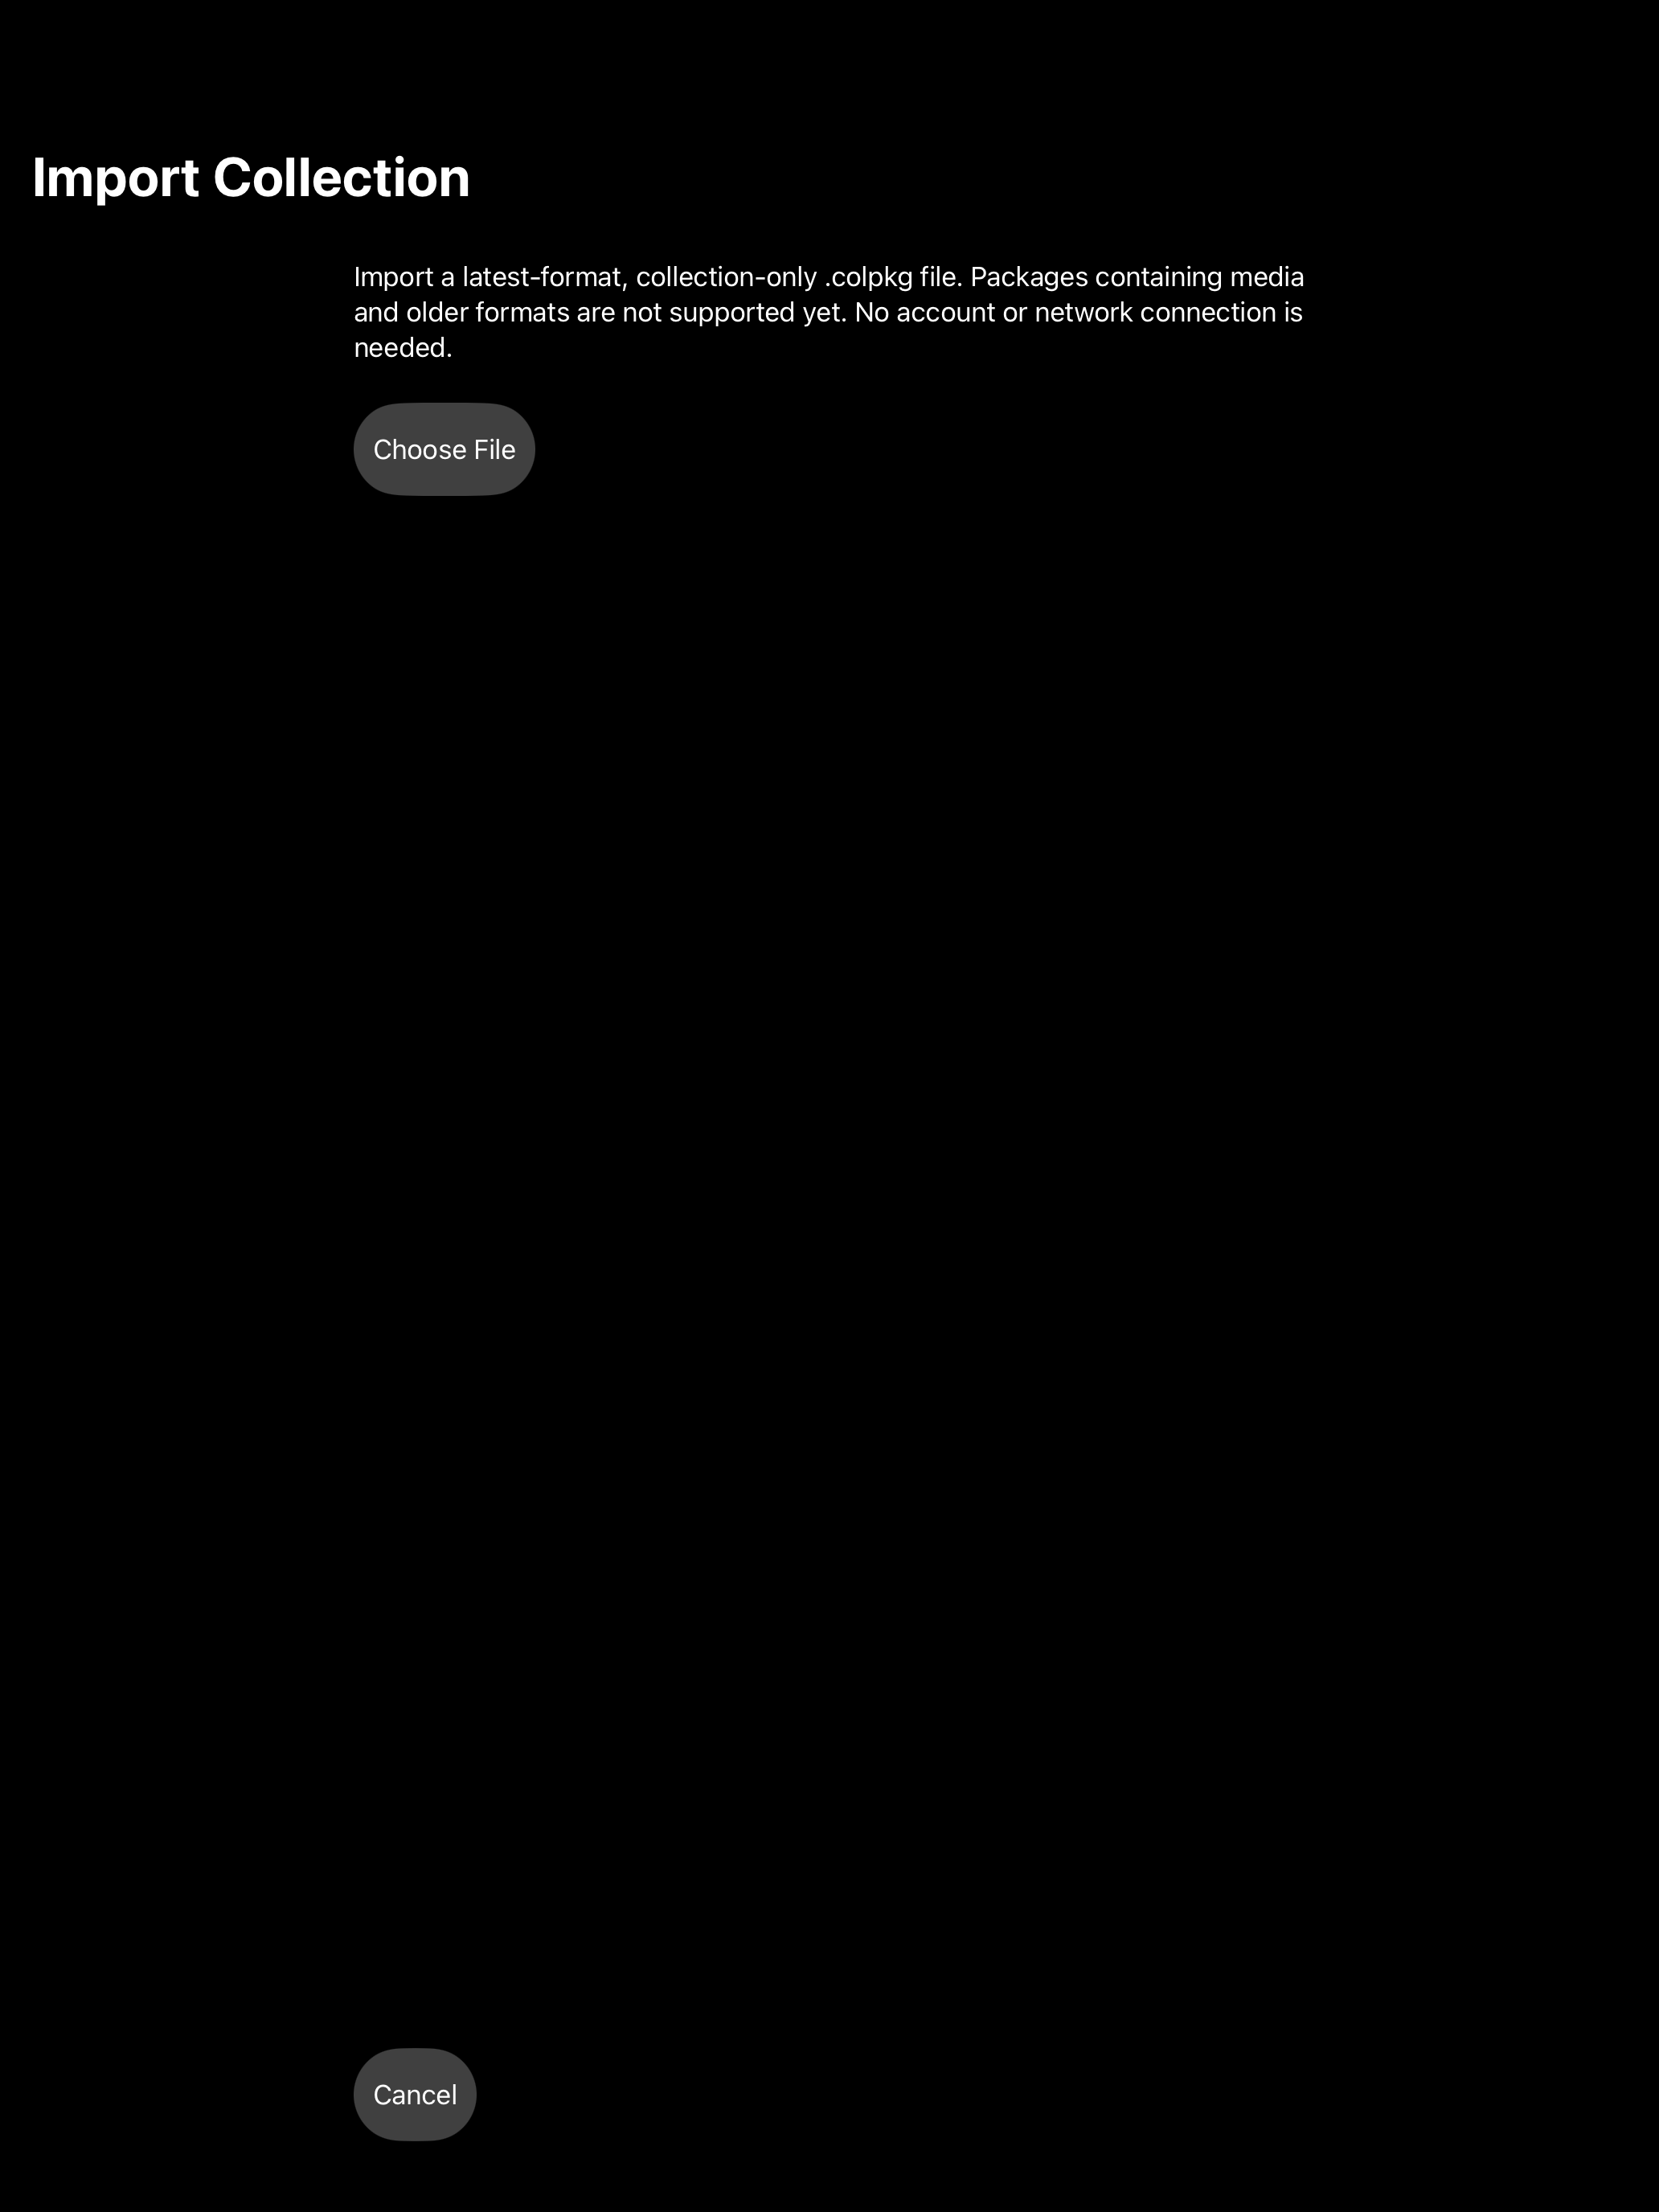 Import Collection
Import a latest-format, collection-only .colpkg file. Packages containing media
and older formats are not supported yet. No account or network connection is
needed.
Choose File
Cancel